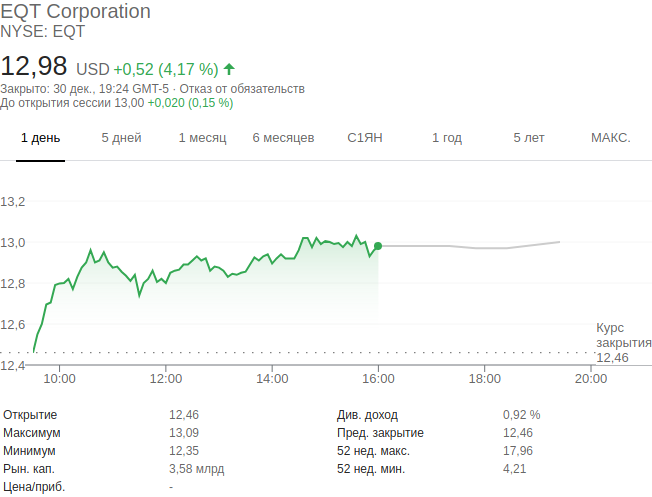 EQT Corporation
NYSE: EQT
12,98 USD +0,52 (4,17 %)
Закрыто: 30 дек., 19:24 GMT-5 · Отказ от обязательств
До открытия сессии 13,00 +0,020 (0,15 %)
1 день 5 дней 1 месяц 6 месяцев С1ЯН 1 год 5 лет МАКС.
13,2
13,0
12,8
12,6
Курс
закрытия
12,46
12,4
10:00 12:00 14:00 16:00 18:00 20:00
Открытие 12,46 Див. доход 0,92 %
Максимум 13,09 Пред. закрытие 12,46
Минимум 12,35 52 нед. макс. 17,96
Рын. кап. 3,58 млрд 52 нед. мин. 4,21
Цена/приб. -